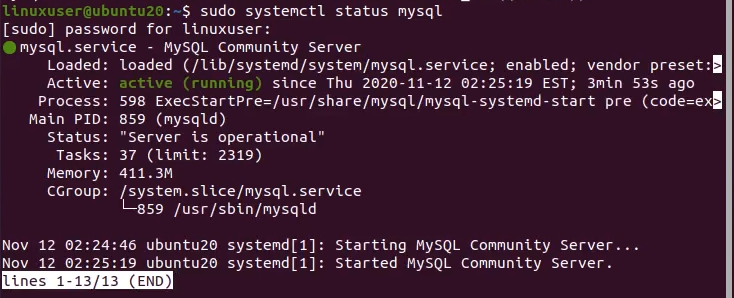 linuxuser@ubuntu20:~$ sudo systemctl status mysql
[sudo] password for linuxuser:
● mysql.service - MySQL Community Server
     Loaded: loaded (/lib/systemd/system/mysql.service; enabled; vendor preset:>
     Active: active (running) since Thu 2020-11-12 02:25:19 EST; 3min 53s ago
    Process: 598 ExecStartPre=/usr/share/mysql/mysql-systemd-start pre (code=ex>
   Main PID: 859 (mysqld)
     Status: "Server is operational"
      Tasks: 37 (limit: 2319)
     Memory: 411.3M
     CGroup: /system.slice/mysql.service
             └─859 /usr/sbin/mysqld
Nov 12 02:24:46 ubuntu20 systemd[1]: Starting MySQL Community Server...
Nov 12 02:25:19 ubuntu20 systemd[1]: Started MySQL Community Server.
lines 1-13/13 (END)